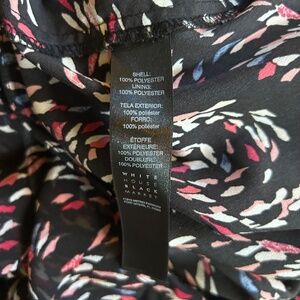 SHELL:
100% POLYESTER
LINING:
100% POLYESTER
TELA EXTERIOR:
100% poliéster
FORRO:
100% poliéster
ÉTOFFE
EXTÉRIEURE:
100% POLYESTER
DOUBLURE:
100% POLYESTER
WHITE
HOUSE
BLACK
MARKET